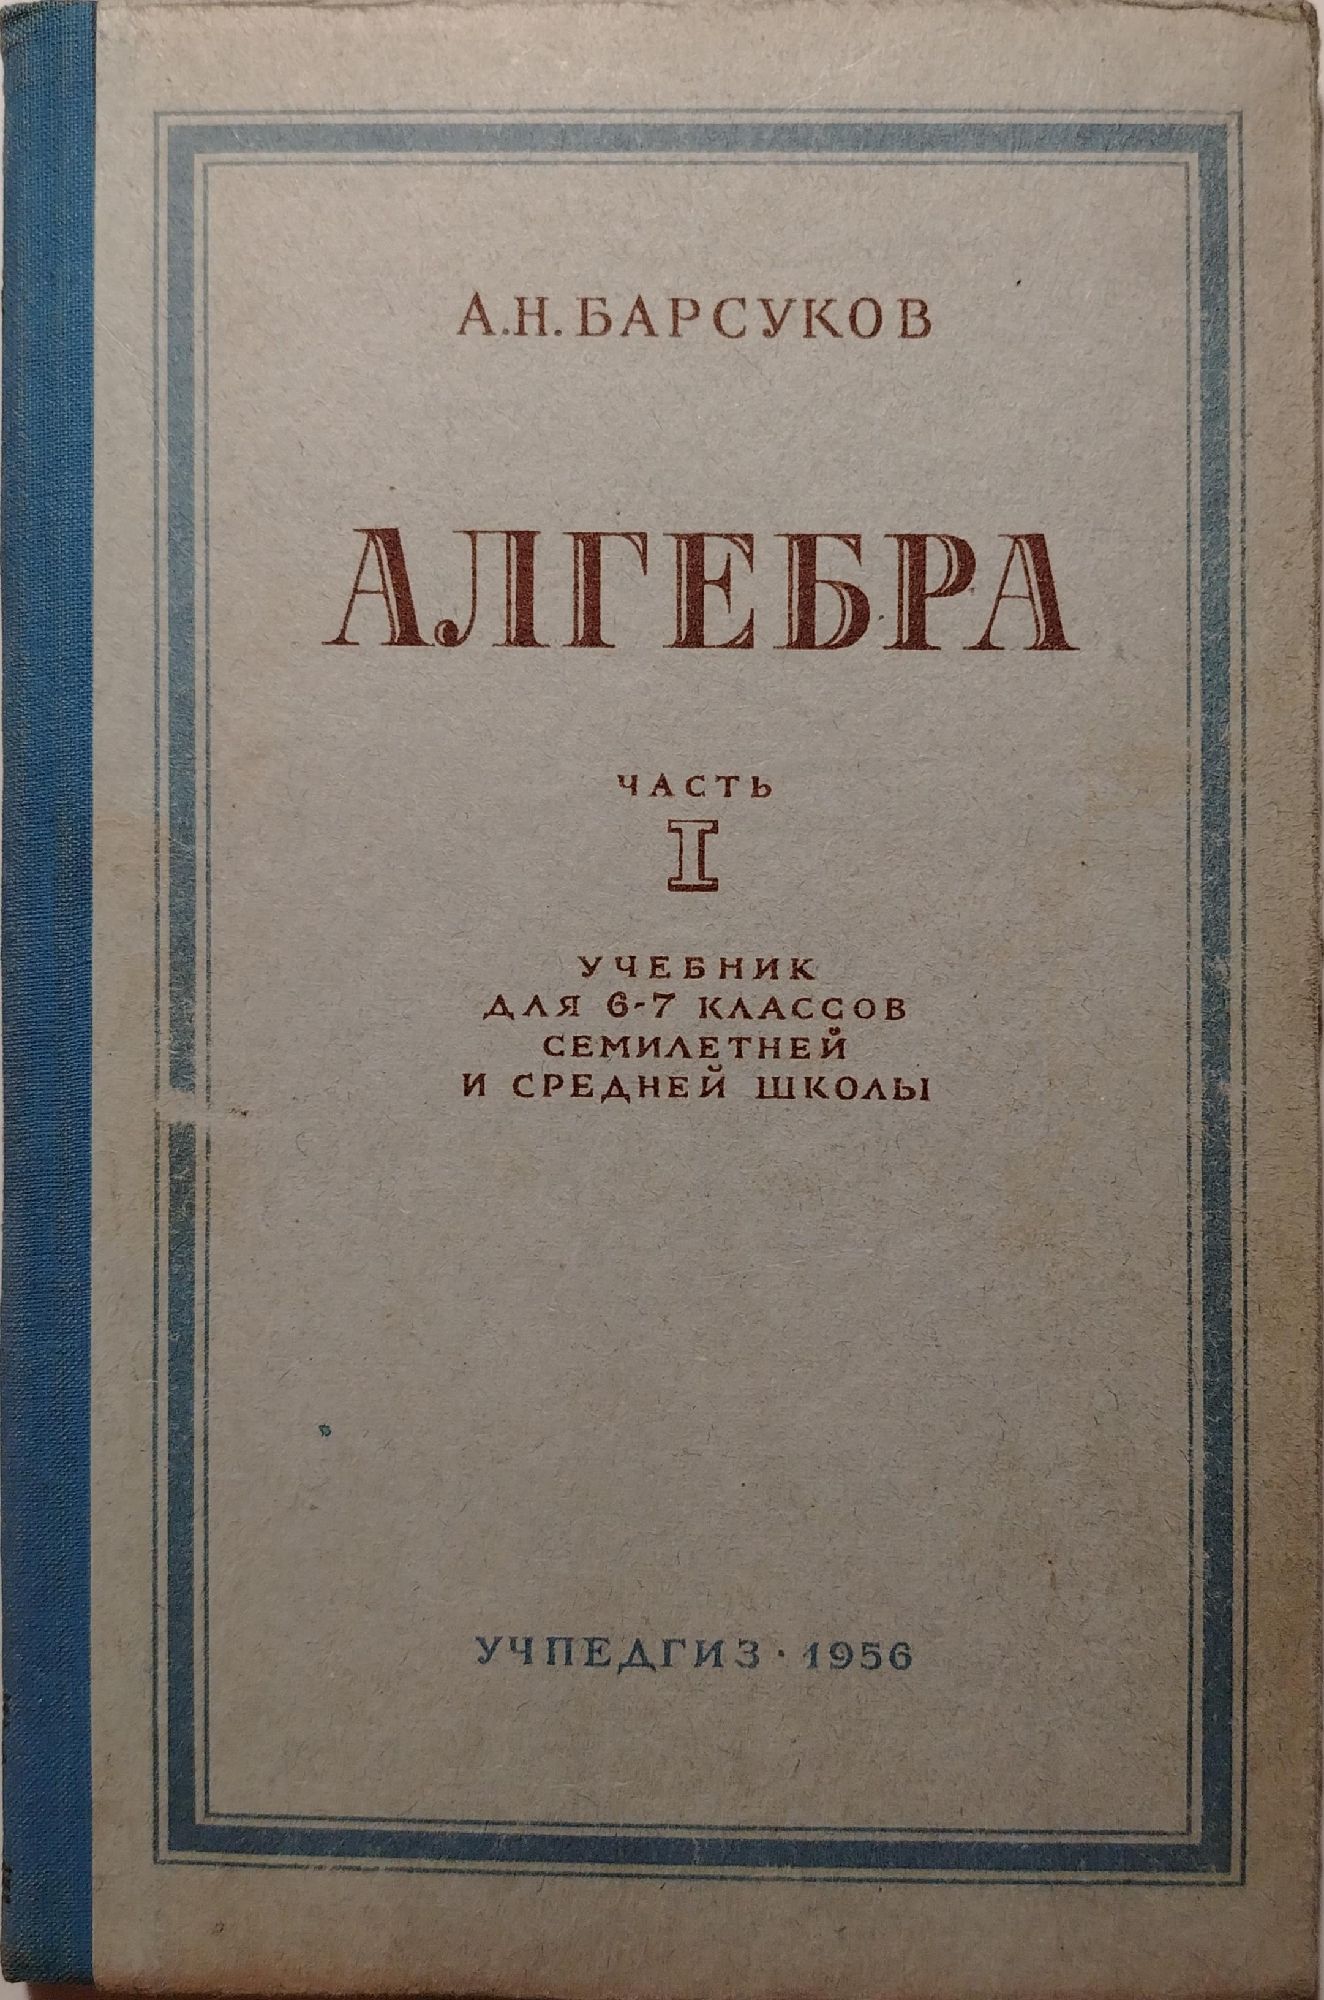 А.Н. БАРСУКОВ
АЛГЕБРА
ЧАСТЬ
I
УЧЕБНИК
ДЛЯ 6-7 КЛАССОВ
СЕМИЛЕТНЕЙ
И СРЕДНЕЙ ШКОЛЫ
УЧПЕДГИЗ · 1956